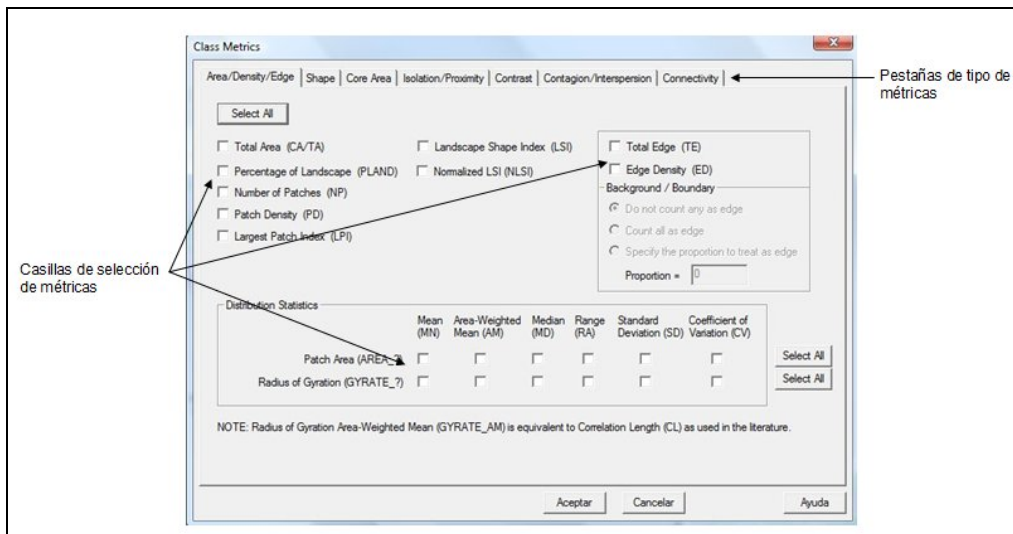 Class Metrics
Area/Density/Edge Shape Core Area Isolation/Proximity Contrast Contagion/Interspersion Connectivity
Pestañas de tipo de
métricas
Select All
Total Area (CA/TA)
Landscape Shape Index (LSI)
Total Edge (TE)
Percentage of Landscape (PLAND)
Normalized LSI (NLSI)
Edge Density (ED)
Number of Patches (NP)
Background / Boundary
Patch Density (PD)
Do not count any as edge
Largest Patch Index (LPI)
Count all as edge
Specify the proportion to treat as edge
Proportion = 0
Casillas de selección
de métricas
Distribution Statistics
Mean Area-Weighted Median Range Standard Coefficient of
(MN) Mean (AM) (MD) (RA) Deviation (SD) Variation (CV)
Patch Area (AREA_?)
Select All
Radius of Gyration (GYRATE_?)
Select All
NOTE: Radius of Gyration Area-Weighted Mean (GYRATE_AM) is equivalent to Correlation Length (CL) as used in the literature.
Aceptar Cancelar Ayuda